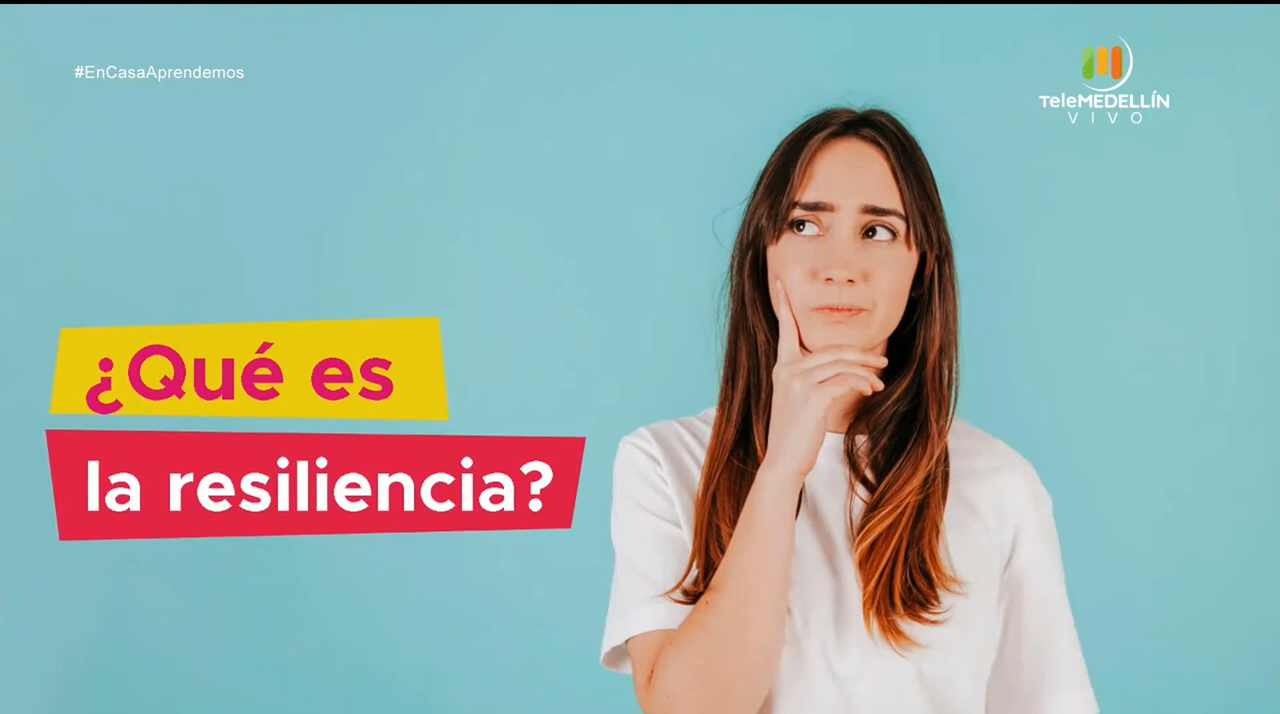 #EnCasaAprendemos
TeleMEDELLÍN
VIVO
¿Qué es
la resiliencia?